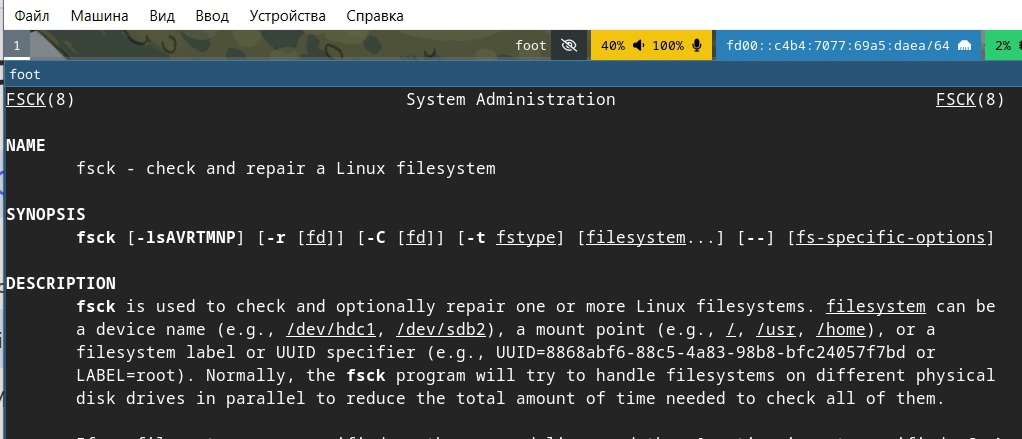 Файл Машина Вид Ввод Устройства Справка
1 foot 40% 100% fd00::c4b4:7077:69a5:daea/64 2%
foot
FSCK(8) System Administration FSCK(8)
NAME
fsck - check and repair a Linux filesystem
SYNOPSIS
fsck [-lsAVRTMNP] [-r [fd]] [-C [fd]] [-t fstype] [filesystem...] [--] [fs-specific-options]
DESCRIPTION
fsck is used to check and optionally repair one or more Linux filesystems. filesystem can be
a device name (e.g., /dev/hdc1, /dev/sdb2), a mount point (e.g., /, /usr, /home), or a
filesystem label or UUID specifier (e.g., UUID=8868abf6-88c5-4a83-98b8-bfc24057f7bd or
LABEL=root). Normally, the fsck program will try to handle filesystems on different physical
disk drives in parallel to reduce the total amount of time needed to check all of them.